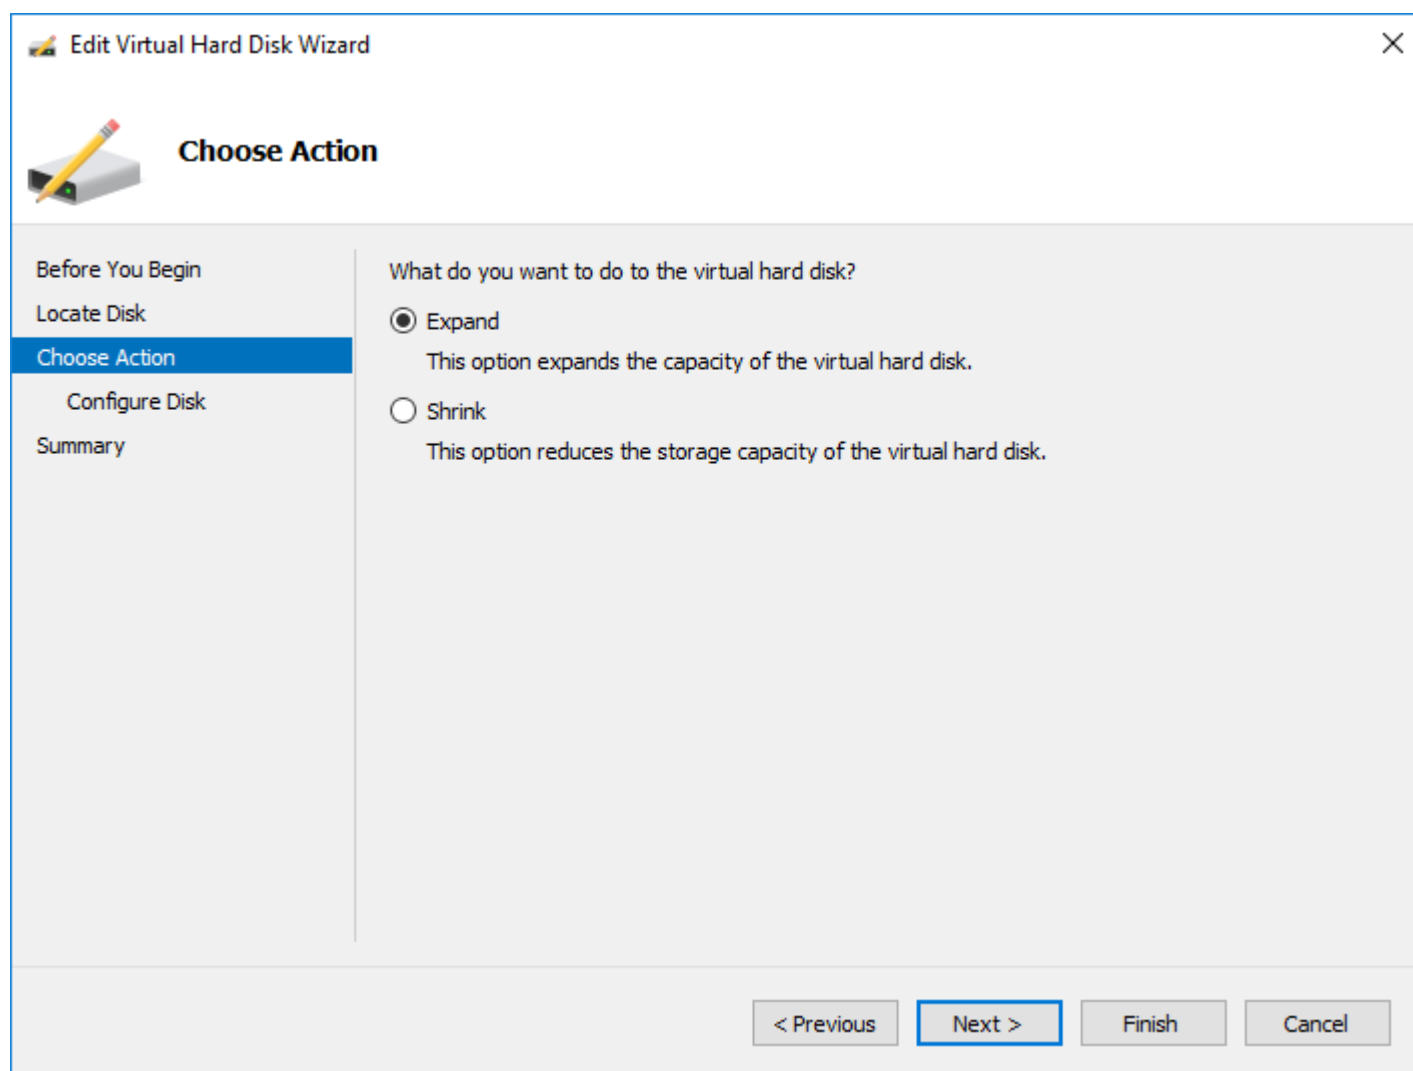 Edit Virtual Hard Disk Wizard
Choose Action
Before You Begin
Locate Disk
Choose Action
Configure Disk
Summary
What do you want to do to the virtual hard disk?
Expand
This option expands the capacity of the virtual hard disk.
Shrink
This option reduces the storage capacity of the virtual hard disk.
< Previous
Next >
Finish
Cancel